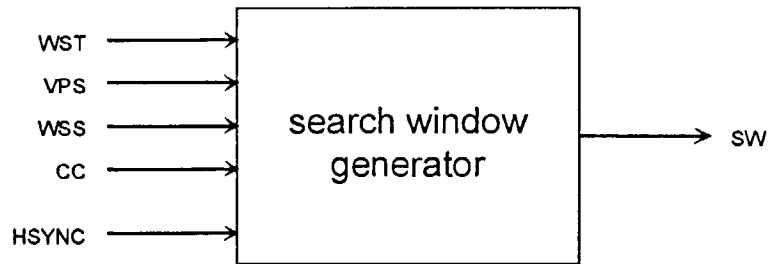 WST
VPS
WSS
CC
HSYNC
search window
generator
SW